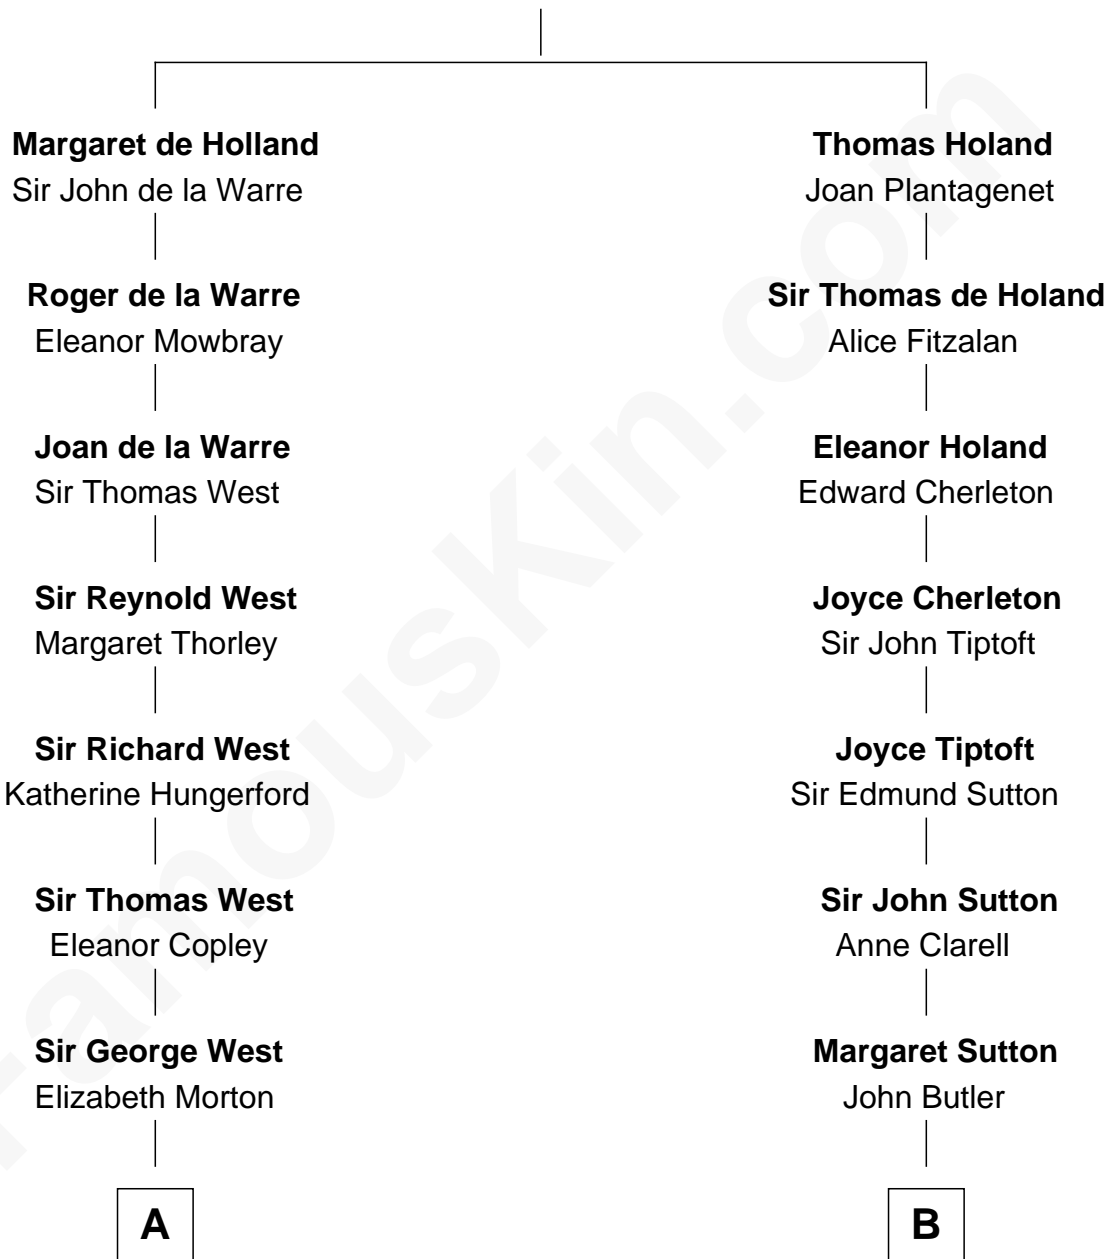 Margaret de Holland
Sir John de la Warre
Roger de la Warre
Eleanor Mowbray
Joan de la Warre
Sir Thomas West
Sir Reynold West
Margaret Thorley
Sir Richard West
Katherine Hungerford
Sir Thomas West
Eleanor Copley
Sir George West
Elizabeth Morton
A
Thomas Holand
Joan Plantagenet
Sir Thomas de Holand
Alice Fitzalan
Eleanor Holand
Edward Cherleton
Joyce Cherleton
Sir John Tiptoft
Joyce Tiptoft
Sir Edmund Sutton
Sir John Sutton
Anne Clarell
Margaret Sutton
John Butler
B
FamousKin.com